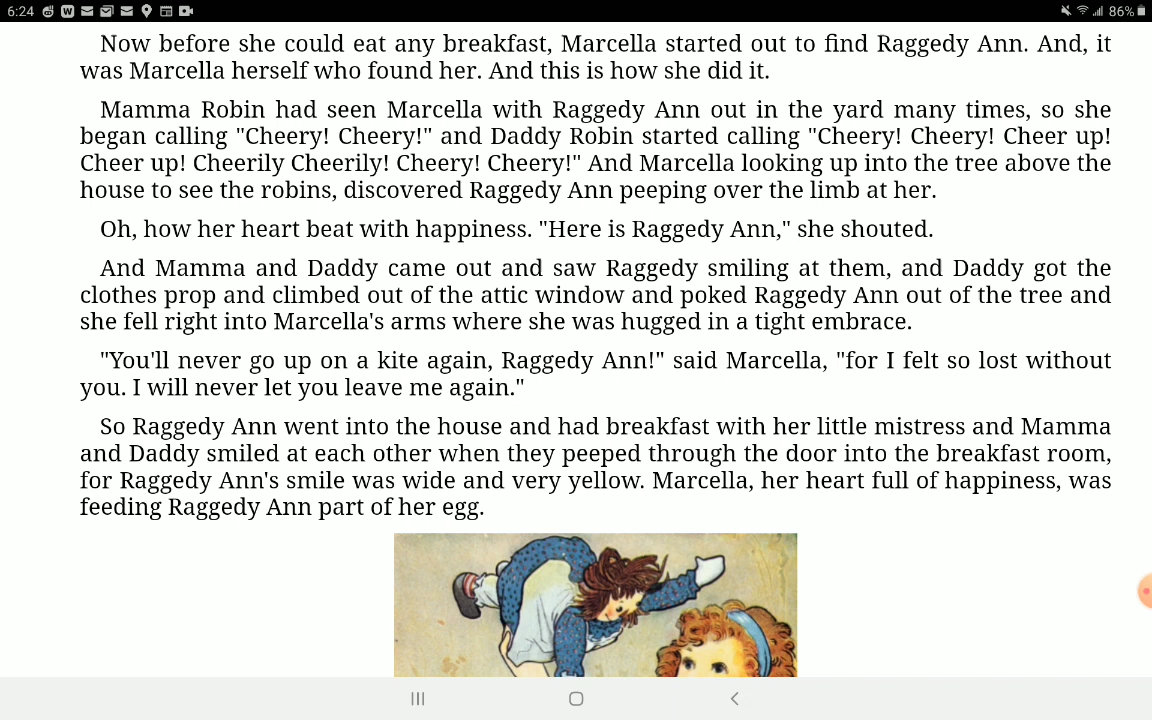 6:24
W
86%
Now before she could eat any breakfast, Marcella started out to find Raggedy Ann. And, it
was Marcella herself who found her. And this is how she did it.
Mamma Robin had seen Marcella with Raggedy Ann out in the yard many times, so she
began calling "Cheery! Cheery!" and Daddy Robin started calling "Cheery! Cheery! Cheer up!
Cheer up! Cheerily Cheerily! Cheery! Cheery!" And Marcella looking up into the tree above the
house to see the robins, discovered Raggedy Ann peeping over the limb at her.
Oh, how her heart beat with happiness. "Here is Raggedy Ann," she shouted.
And Mamma and Daddy came out and saw Raggedy smiling at them, and Daddy got the
clothes prop and climbed out of the attic window and poked Raggedy Ann out of the tree and
she fell right into Marcella's arms where she was hugged in a tight embrace.
"You'll never go up on a kite again, Raggedy Ann!" said Marcella, "for I felt so lost without
you. I will never let you leave me again."
So Raggedy Ann went into the house and had breakfast with her little mistress and Mamma
and Daddy smiled at each other when they peeped through the door into the breakfast room,
for Raggedy Ann's smile was wide and very yellow. Marcella, her heart full of happiness, was
feeding Raggedy Ann part of her egg.